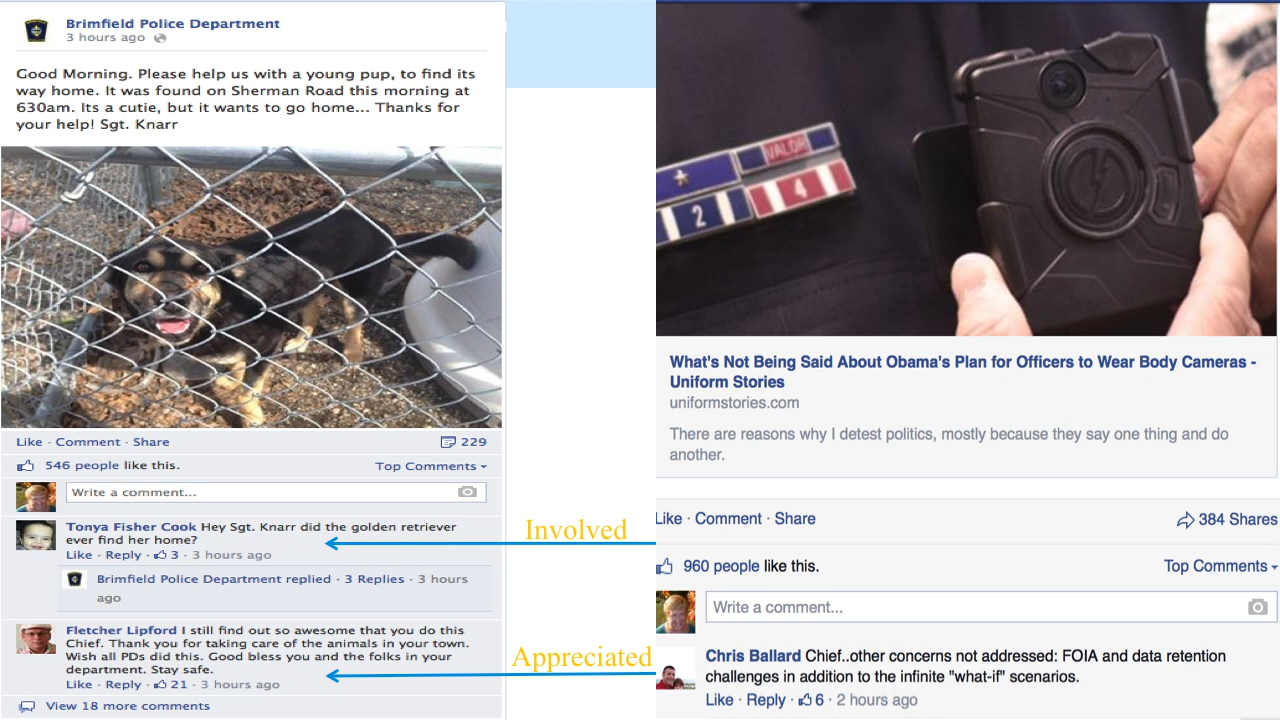 Brimfield Police Department
3 hours ago
Good Morning. Please help us with a young pup, to find its
way home. It was found on Sherman Road this morning at
630am. Its a cutie, but it wants to go home... Thanks for
your help! Sgt. Knarr
Like · Comment · Share
229
546 people like this.
Top Comments
Write a comment...
Tonya Fisher Cook Hey Sgt. Knarr did the golden retriever
ever find her home?
Like · Reply · 3 · 3 hours ago
Brimfield Police Department replied · 3 Replies · 3 hours
ago
Fletcher Lipford I still find out so awesome that you do this
Chief. Thank you for taking care of the animals in your town.
Wish all PDs did this. Good bless you and the folks in your
department. Stay safe.
Like · Reply · 21 · 3 hours ago
View 18 more comments
Involved
Appreciated
VALOR
2
4
What's Not Being Said About Obama's Plan for Officers to Wear Body Cameras -
Uniform Stories
uniformstories.com
There are reasons why I detest politics, mostly because they say one thing and do
another.
Like · Comment · Share
384 Shares
960 people like this.
Top Comments
Write a comment...
Chris Ballard Chief..other concerns not addressed: FOIA and data retention
challenges in addition to the infinite "what-if" scenarios.
Like · Reply · 6 · 2 hours ago